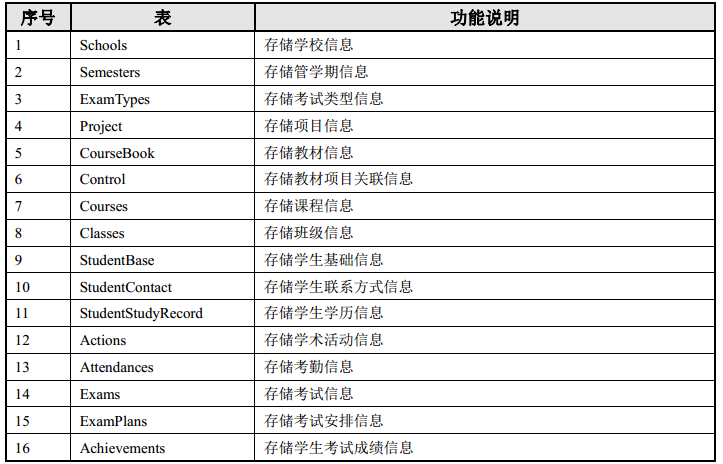 序号 表 功能说明
1 Schools 存储学校信息
2 Semesters 存储管学期信息
3 ExamTypes 存储考试类型信息
4 Project 存储项目信息
5 CourseBook 存储教材信息
6 Control 存储教材项目关联信息
7 Courses 存储课程信息
8 Classes 存储班级信息
9 StudentBase 存储学生基础信息
10 StudentContact 存储学生联系方式信息
11 StudentStudyRecord 存储学生学历信息
12 Actions 存储学术活动信息
13 Attendances 存储考勤信息
14 Exams 存储考试信息
15 ExamPlans 存储考试安排信息
16 Achievements 存储学生考试成绩信息